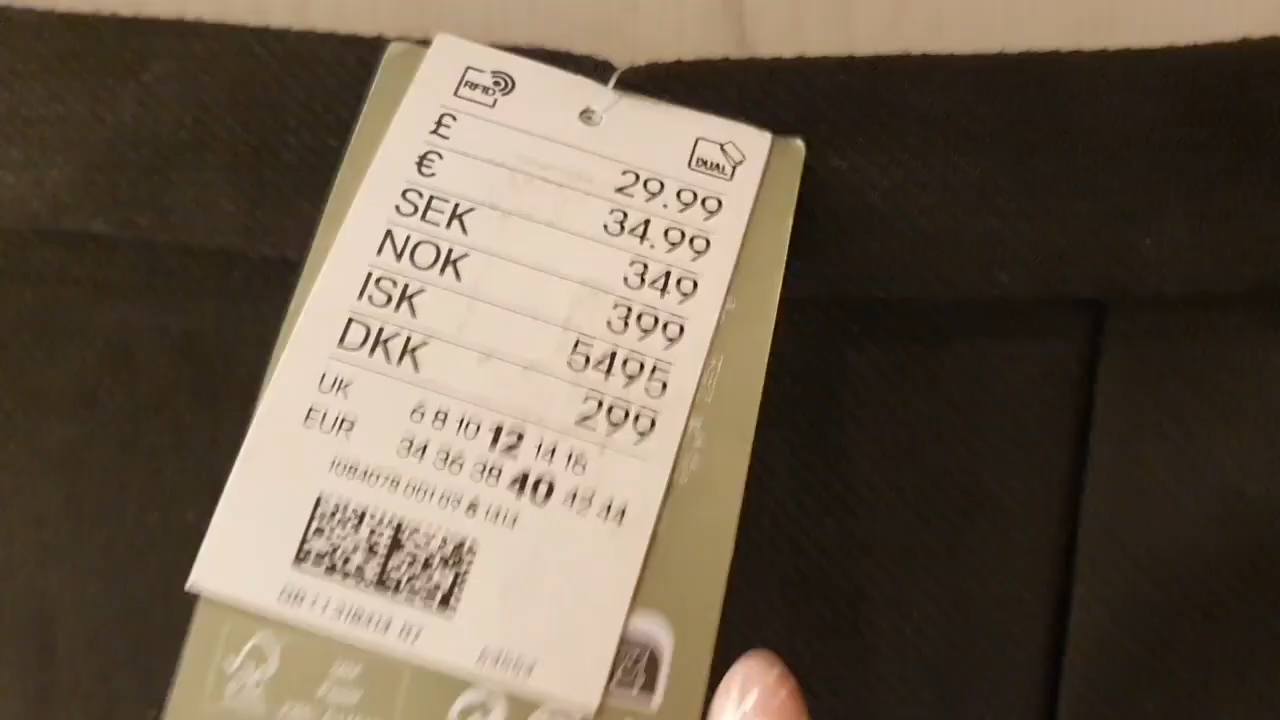 RFID
DUAL
£ 29.99
€ 34.99
SEK 349
NOK 399
ISK 5495
DKK 299
UK 6 8 10 12 14 16
EUR 34 36 38 40 42 44